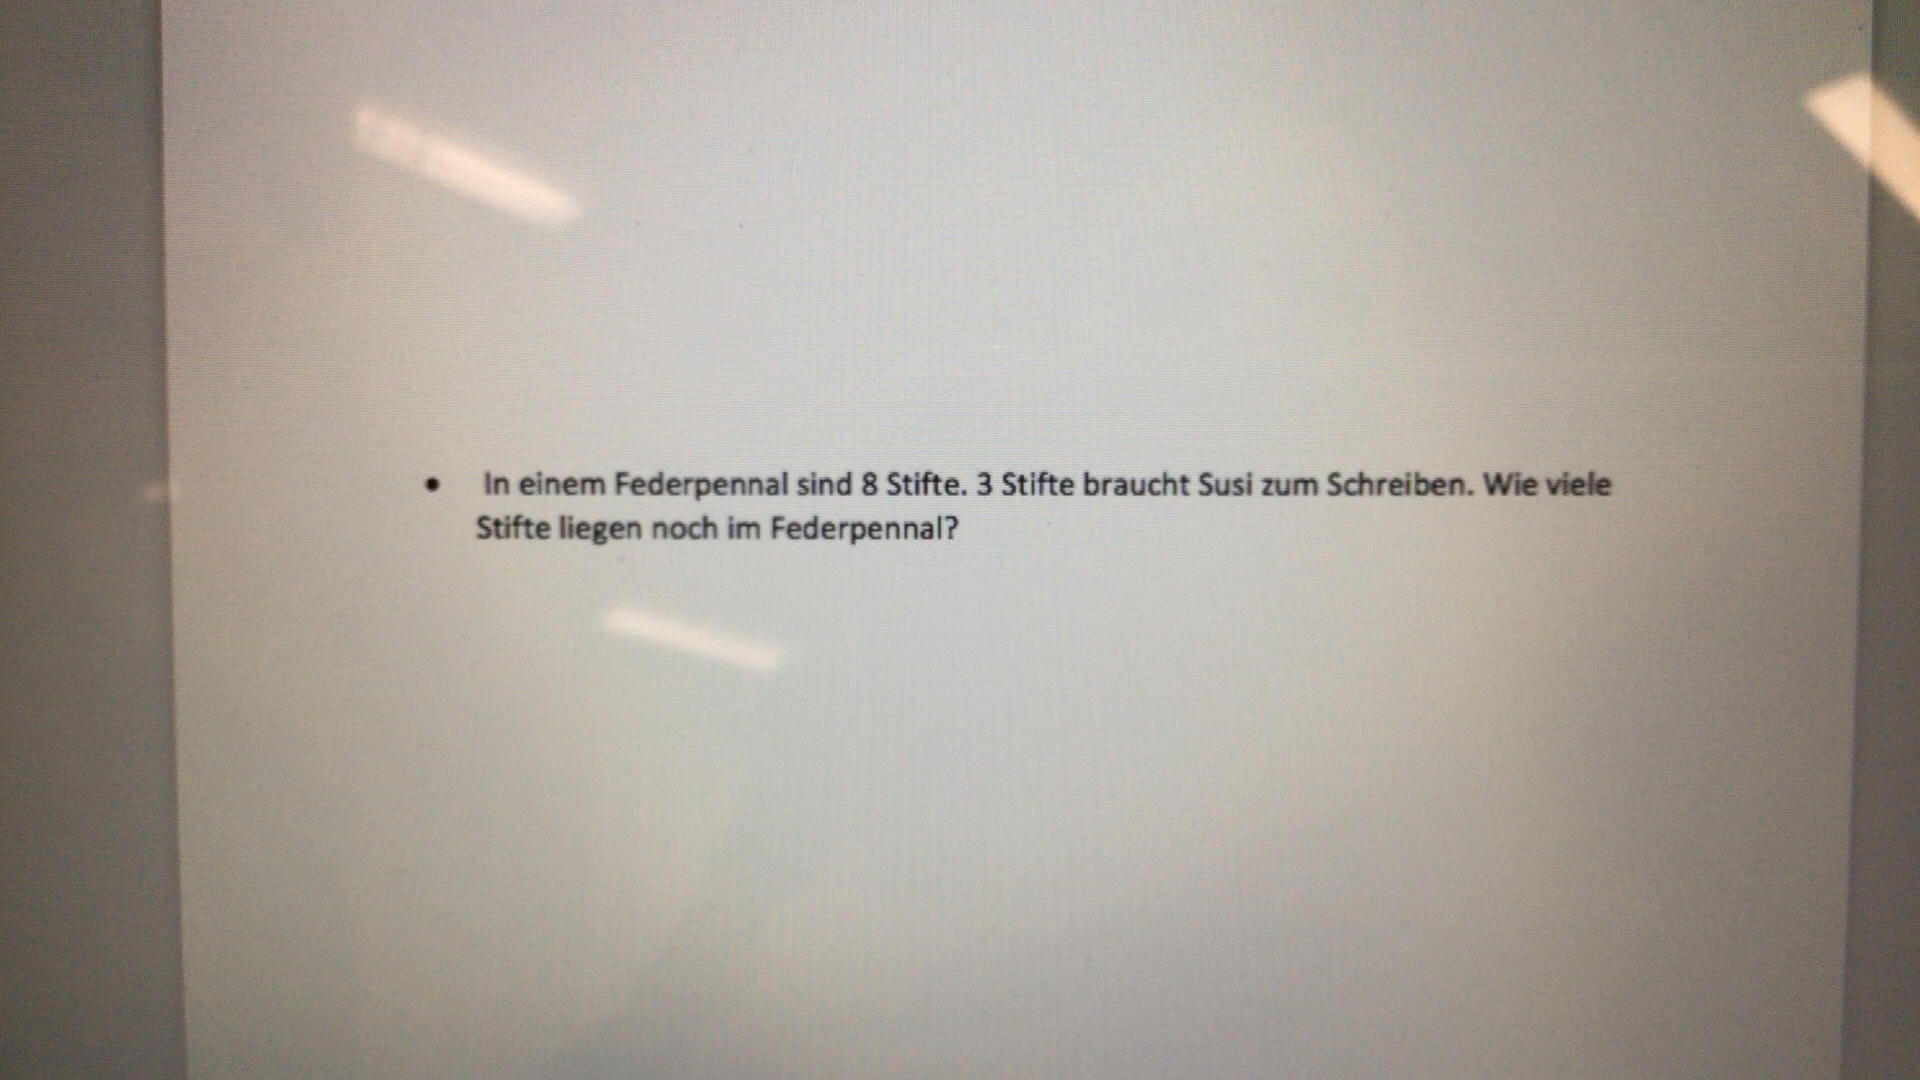 • In einem Federpennal sind 8 Stifte. 3 Stifte braucht Susi zum Schreiben. Wie viele
Stifte liegen noch im Federpennal?